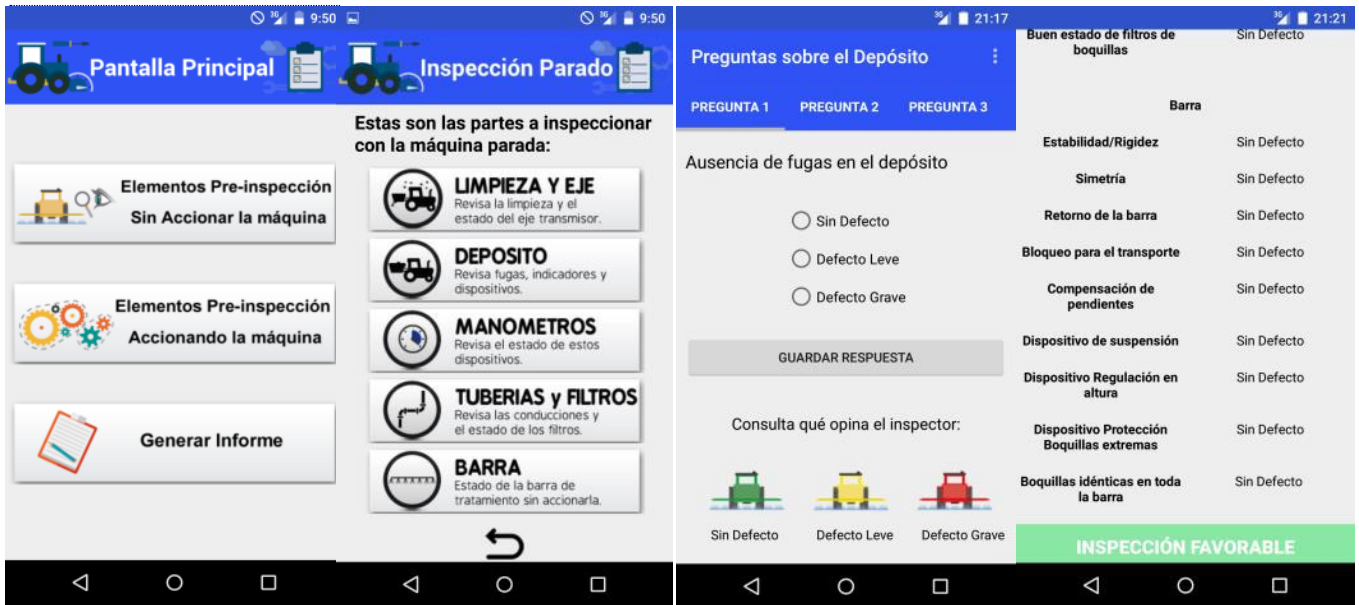 3G 9:50
Pantalla Principal
Elementos Pre-inspección
Sin Accionar la máquina
Elementos Pre-inspección
Accionando la máquina
Generar Informe
3G 9:50
Inspección Parado
Estas son las partes a inspeccionar
con la máquina parada:
LIMPIEZA Y EJE
Revisa la limpieza y el
estado del eje transmisor.
DEPOSITO
Revisa fugas, indicadores y
dispositivos.
MANOMETROS
Revisa el estado de estos
dispositivos.
TUBERIAS y FILTROS
Revisa las conducciones y
el estado de los filtros.
BARRA
Estado de la barra de
tratamiento sin accionarla.
3G 21:17
Preguntas sobre el Depósito
PREGUNTA 1 PREGUNTA 2 PREGUNTA 3
Ausencia de fugas en el depósito
Sin Defecto
Defecto Leve
Defecto Grave
GUARDAR RESPUESTA
Consulta qué opina el inspector:
Sin Defecto Defecto Leve Defecto Grave
3G 21:21
Buen estado de filtros de Sin Defecto
boquillas
Barra
Estabilidad/Rigidez Sin Defecto
Simetría Sin Defecto
Retorno de la barra Sin Defecto
Bloqueo para el transporte Sin Defecto
Compensación de Sin Defecto
pendientes
Dispositivo de suspensión Sin Defecto
Dispositivo Regulación en Sin Defecto
altura
Dispositivo Protección Sin Defecto
Boquillas extremas
Boquillas idénticas en toda Sin Defecto
la barra
INSPECCIÓN FAVORABLE